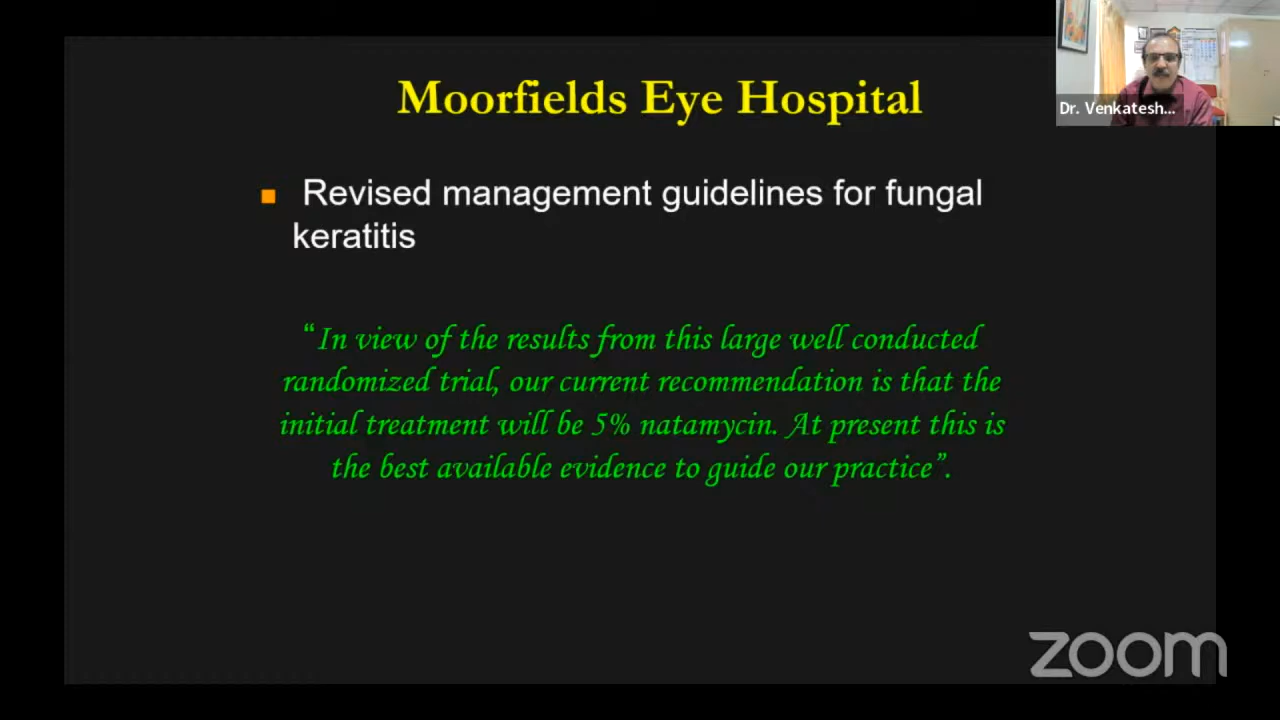 Moorfields Eye Hospital
Dr. Venkatesh...
Revised management guidelines for fungal
keratitis
“In view of the results from this large well conducted
randomized trial, our current recommendation is that the
initial treatment will be 5% natamycin. At present this is
the best available evidence to guide our practice”.
zoom